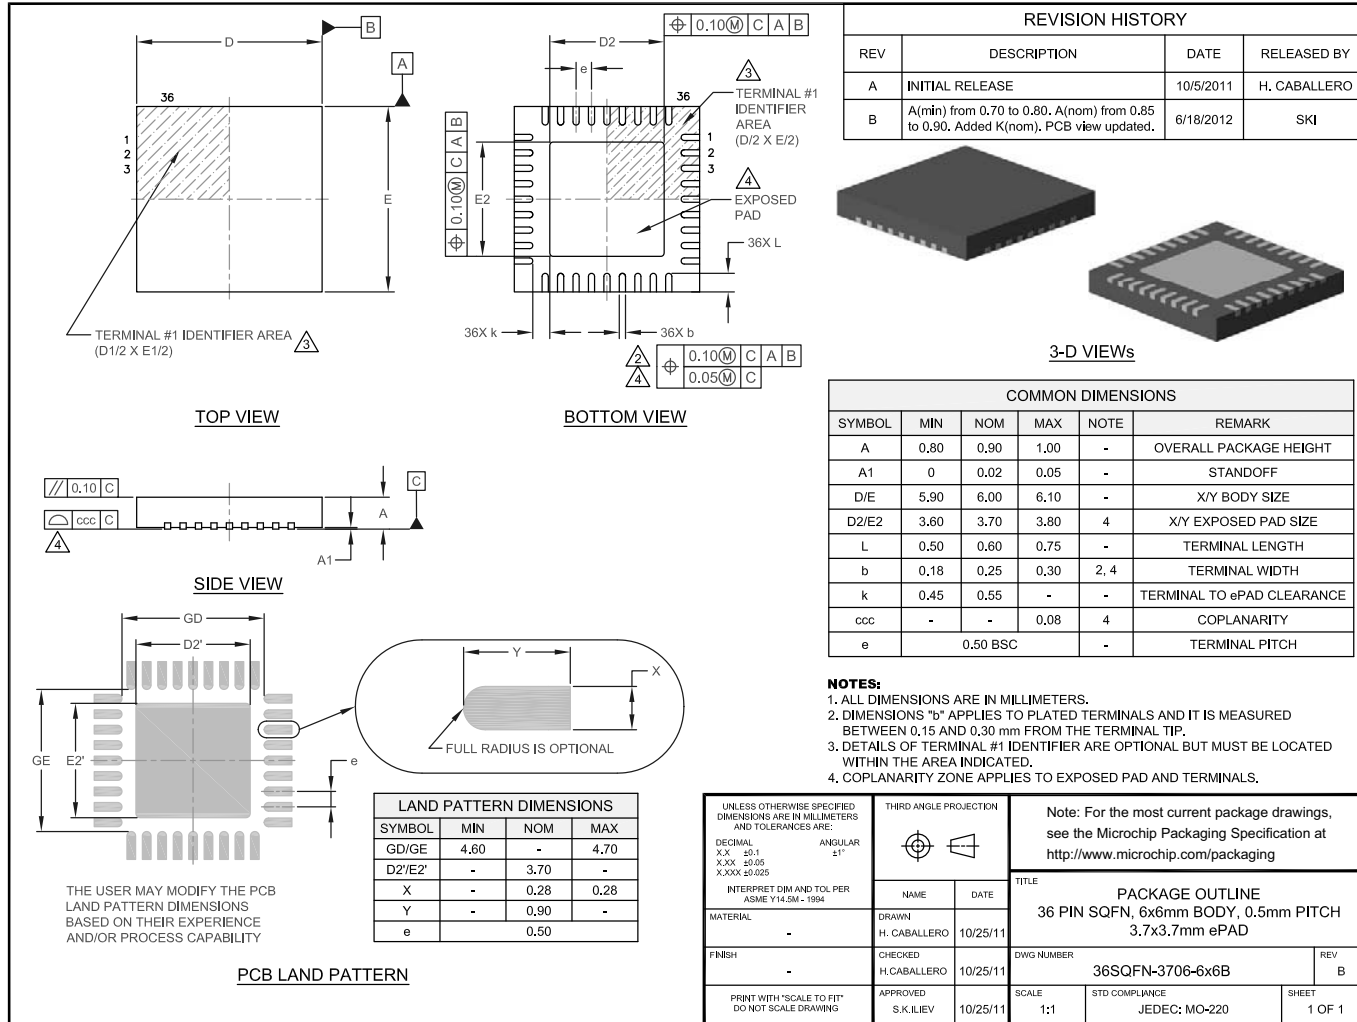 D
B
A
36
1
2
3
E
TERMINAL #1 IDENTIFIER AREA
(D1/2 X E1/2)
3
TOP VIEW
0.10 Ⓜ C A B
D2
e
3
TERMINAL #1
IDENTIFIER
AREA
(D/2 X E/2)
36
1
2
3
0.10 Ⓜ C A B
E2
4
EXPOSED
PAD
36X L
36X k
36X b
2
4
0.10 Ⓜ C A B
0.05 Ⓜ C
BOTTOM VIEW
REVISION HISTORY
REV DESCRIPTION DATE RELEASED BY
A INITIAL RELEASE 10/5/2011 H. CABALLERO
B A(min) from 0.70 to 0.80. A(nom) from 0.85
to 0.90. Added K(nom). PCB view updated. 6/18/2012 SKI
3-D VIEWs
// 0.10 C
ccc C
4
A
C
A1
SIDE VIEW
COMMON DIMENSIONS
SYMBOL MIN NOM MAX NOTE REMARK
A 0.80 0.90 1.00 - OVERALL PACKAGE HEIGHT
A1 0 0.02 0.05 - STANDOFF
D/E 5.90 6.00 6.10 - X/Y BODY SIZE
D2/E2 3.60 3.70 3.80 4 X/Y EXPOSED PAD SIZE
L 0.50 0.60 0.75 - TERMINAL LENGTH
b 0.18 0.25 0.30 2, 4 TERMINAL WIDTH
k 0.45 0.55 - - TERMINAL TO ePAD CLEARANCE
ccc - - 0.08 4 COPLANARITY
e 0.50 BSC - TERMINAL PITCH
NOTES:
1. ALL DIMENSIONS ARE IN MILLIMETERS.
2. DIMENSIONS "b" APPLIES TO PLATED TERMINALS AND IT IS MEASURED
BETWEEN 0.15 AND 0.30 mm FROM THE TERMINAL TIP.
3. DETAILS OF TERMINAL #1 IDENTIFIER ARE OPTIONAL BUT MUST BE LOCATED
WITHIN THE AREA INDICATED.
4. COPLANARITY ZONE APPLIES TO EXPOSED PAD AND TERMINALS.
GD
D2'
GE
E2'
e
Y
X
FULL RADIUS IS OPTIONAL
LAND PATTERN DIMENSIONS
SYMBOL MIN NOM MAX
GD/GE 4.60 - 4.70
D2'/E2' - 3.70 -
X - 0.28 0.28
Y - 0.90 -
e 0.50
THE USER MAY MODIFY THE PCB
LAND PATTERN DIMENSIONS
BASED ON THEIR EXPERIENCE
AND/OR PROCESS CAPABILITY
PCB LAND PATTERN
UNLESS OTHERWISE SPECIFIED
DIMENSIONS ARE IN MILLIMETERS
AND TOLERANCES ARE:
DECIMAL ANGULAR
X.X ±0.1 ±1°
X.XX ±0.05
X.XXX ±0.025
INTERPRET DIM AND TOL PER
ASME Y14.5M - 1994
MATERIAL
-
FINISH
-
PRINT WITH "SCALE TO FIT"
DO NOT SCALE DRAWING
THIRD ANGLE PROJECTION
NAME DATE
DRAWN
H. CABALLERO 10/25/11
CHECKED
H.CABALLERO 10/25/11
APPROVED
S.K.ILIEV 10/25/11
Note: For the most current package drawings,
see the Microchip Packaging Specification at
http://www.microchip.com/packaging
TITLE
PACKAGE OUTLINE
36 PIN SQFN, 6x6mm BODY, 0.5mm PITCH
3.7x3.7mm ePAD
DWG NUMBER
36SQFN-3706-6x6B
REV
B
SCALE
1:1
STD COMPLIANCE
JEDEC: MO-220
SHEET
1 OF 1